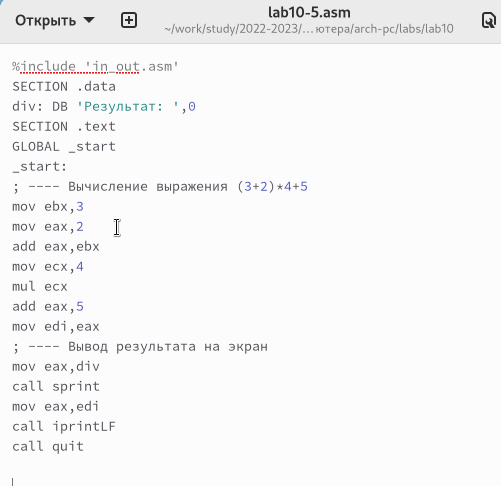 Открыть
lab10-5.asm
~/work/study/2022-2023/…ютера/arch-pc/labs/lab10
%include 'in_out.asm'
SECTION .data
div: DB 'Результат: ',0
SECTION .text
GLOBAL _start
_start:
; ---- Вычисление выражения (3+2)*4+5
mov ebx,3
mov eax,2
add eax,ebx
mov ecx,4
mul ecx
add eax,5
mov edi,eax
; ---- Вывод результата на экран
mov eax,div
call sprint
mov eax,edi
call iprintLF
call quit